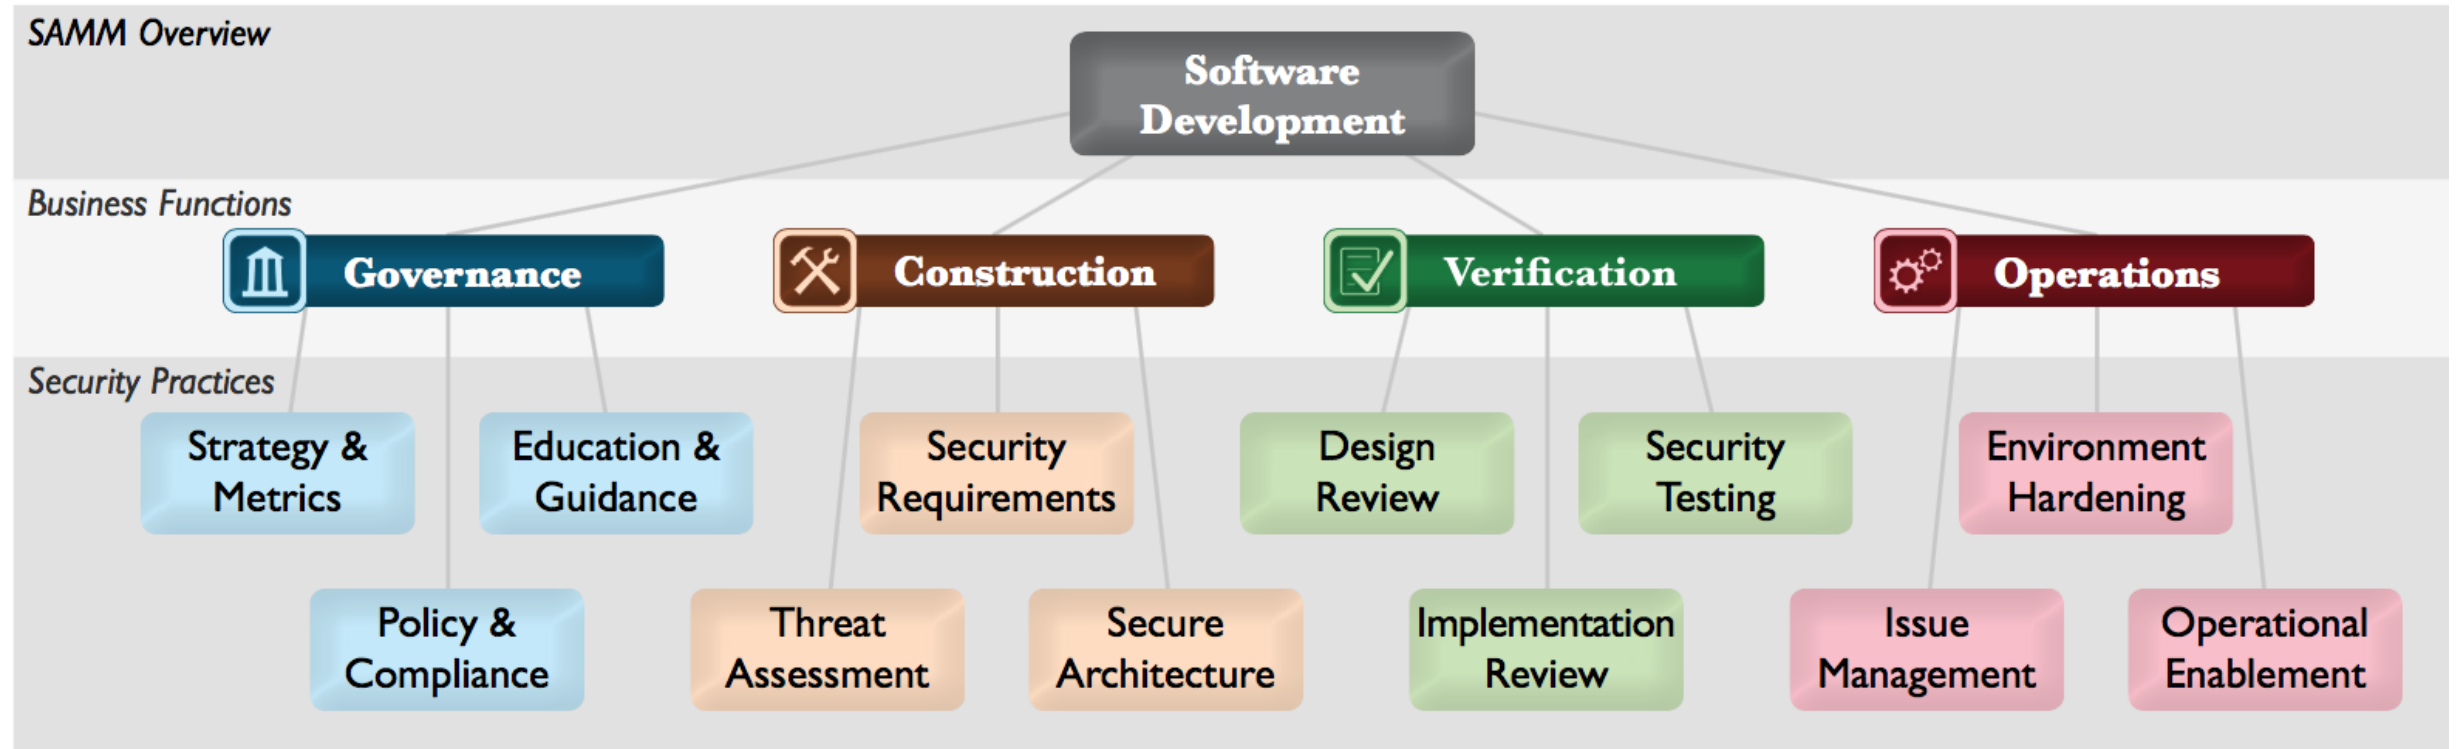 SAMM Overview
Software
Development
Business Functions
Governance
Construction
Verification
Operations
Security Practices
Strategy &
Metrics
Education &
Guidance
Security
Requirements
Design
Review
Security
Testing
Environment
Hardening
Policy &
Compliance
Threat
Assessment
Secure
Architecture
Implementation
Review
Issue
Management
Operational
Enablement